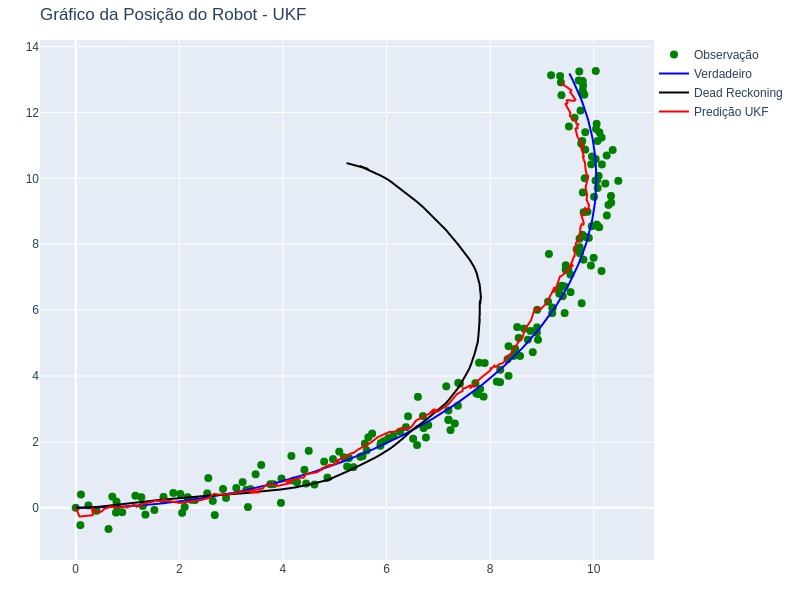 Gráfico da Posição do Robot - UKF
14
12
10
8
6
4
2
0
0 2 4 6 8 10
Observação
Verdadeiro
Dead Reckoning
Predição UKF